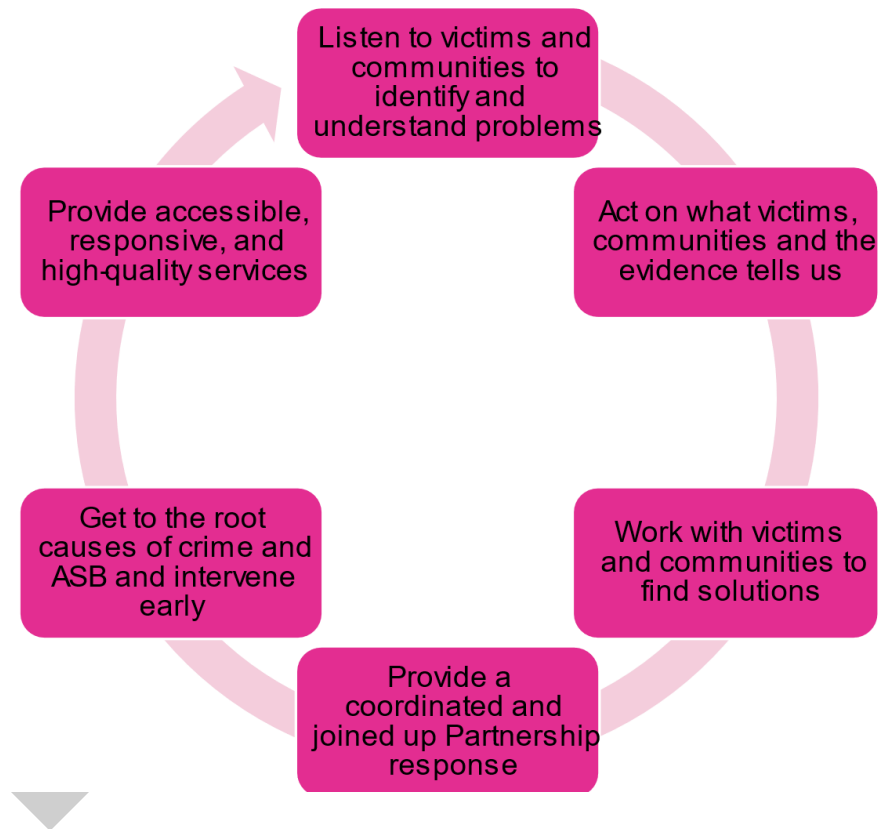 Listen to victims and
communities to
identify and
understand problems
Act on what victims,
communities and the
evidence tells us
Work with victims
and communities to
find solutions
Provide a
coordinated and
joined up Partnership
response
Get to the root
causes of crime and
ASB and intervene
early
Provide accessible,
responsive, and
high-quality services